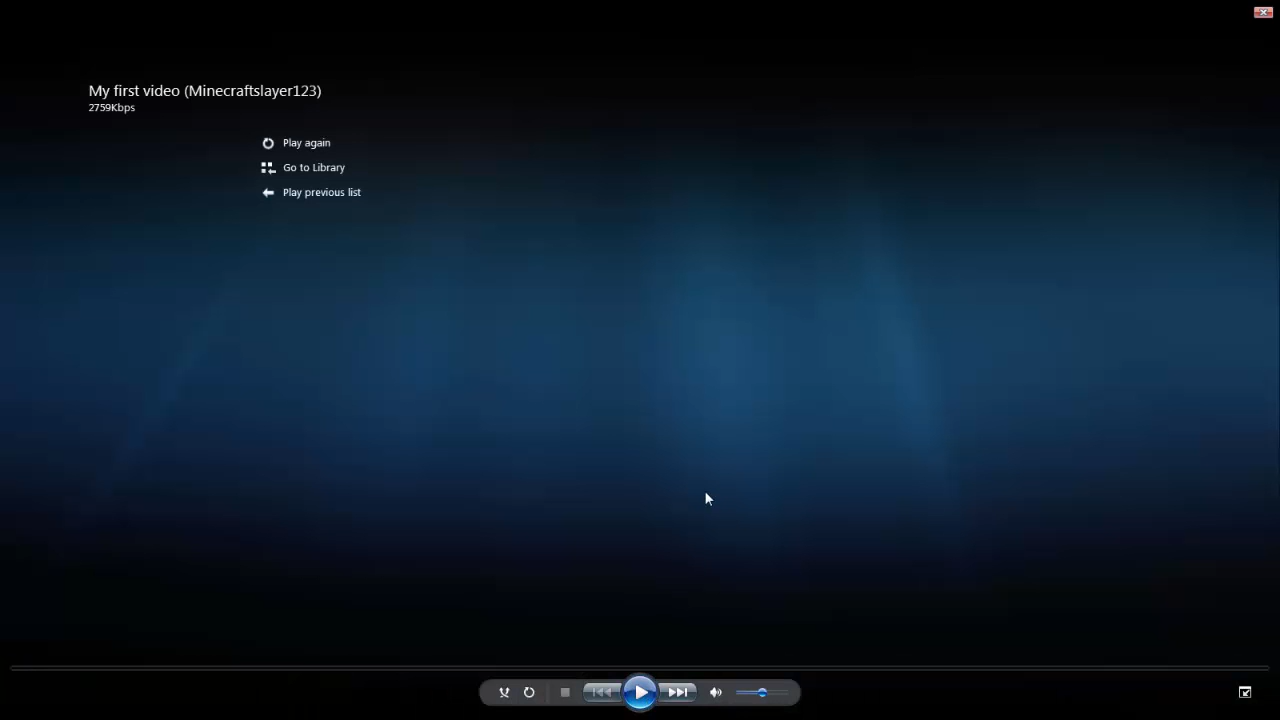 My first video (Minecraftslayer123)
2759Kbps
Play again
Go to Library
Play previous list